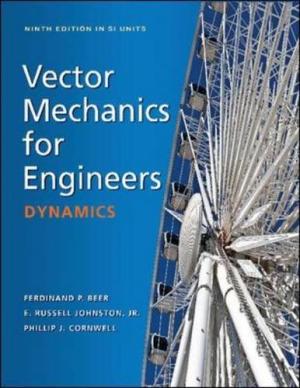 NINTH EDITION IN SI UNITS
Vector
Mechanics
for
Engineers
DYNAMICS
FERDINAND P. BEER
E. RUSSELL JOHNSTON, JR.
PHILLIP J. CORNWELL